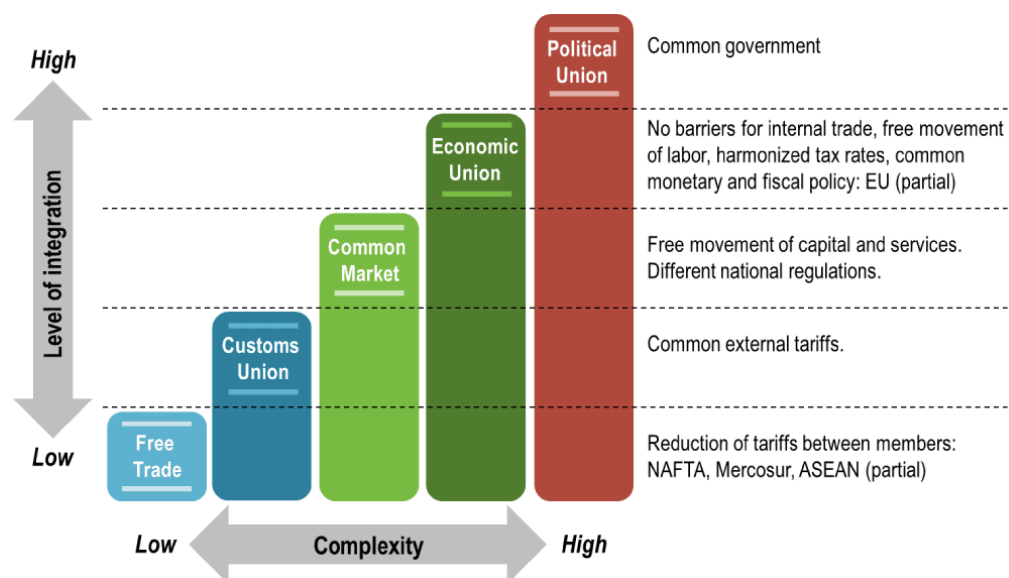 High
Level of integration
Low
Free
Trade
Customs
Union
Common
Market
Economic
Union
Political
Union
Common government
No barriers for internal trade, free movement
of labor, harmonized tax rates, common
monetary and fiscal policy: EU (partial)
Free movement of capital and services.
Different national regulations.
Common external tariffs.
Reduction of tariffs between members:
NAFTA, Mercosur, ASEAN (partial)
Low
Complexity
High